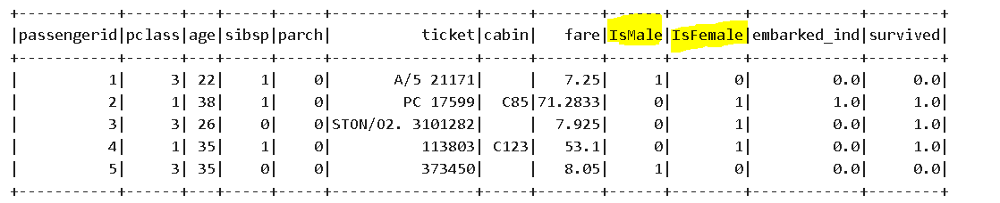 +-----------+------+---+-----+-----+----------------+-----+-------+------+--------+------------+--------+
|passengerid|pclass|age|sibsp|parch|          ticket|cabin|   fare|IsMale|IsFemale|embarked_ind|survived|
+-----------+------+---+-----+-----+----------------+-----+-------+------+--------+------------+--------+
|          1|     3| 22|    1|    0|       A/5 21171|     |   7.25|     1|       0|         0.0|     0.0|
|          2|     1| 38|    1|    0|        PC 17599|  C85|71.2833|     0|       1|         1.0|     1.0|
|          3|     3| 26|    0|    0|STON/O2. 3101282|     |  7.925|     0|       1|         0.0|     1.0|
|          4|     1| 35|    1|    0|          113803| C123|   53.1|     0|       1|         0.0|     1.0|
|          5|     3| 35|    0|    0|          373450|     |   8.05|     1|       0|         0.0|     0.0|
+-----------+------+---+-----+-----+----------------+-----+-------+------+--------+------------+--------+